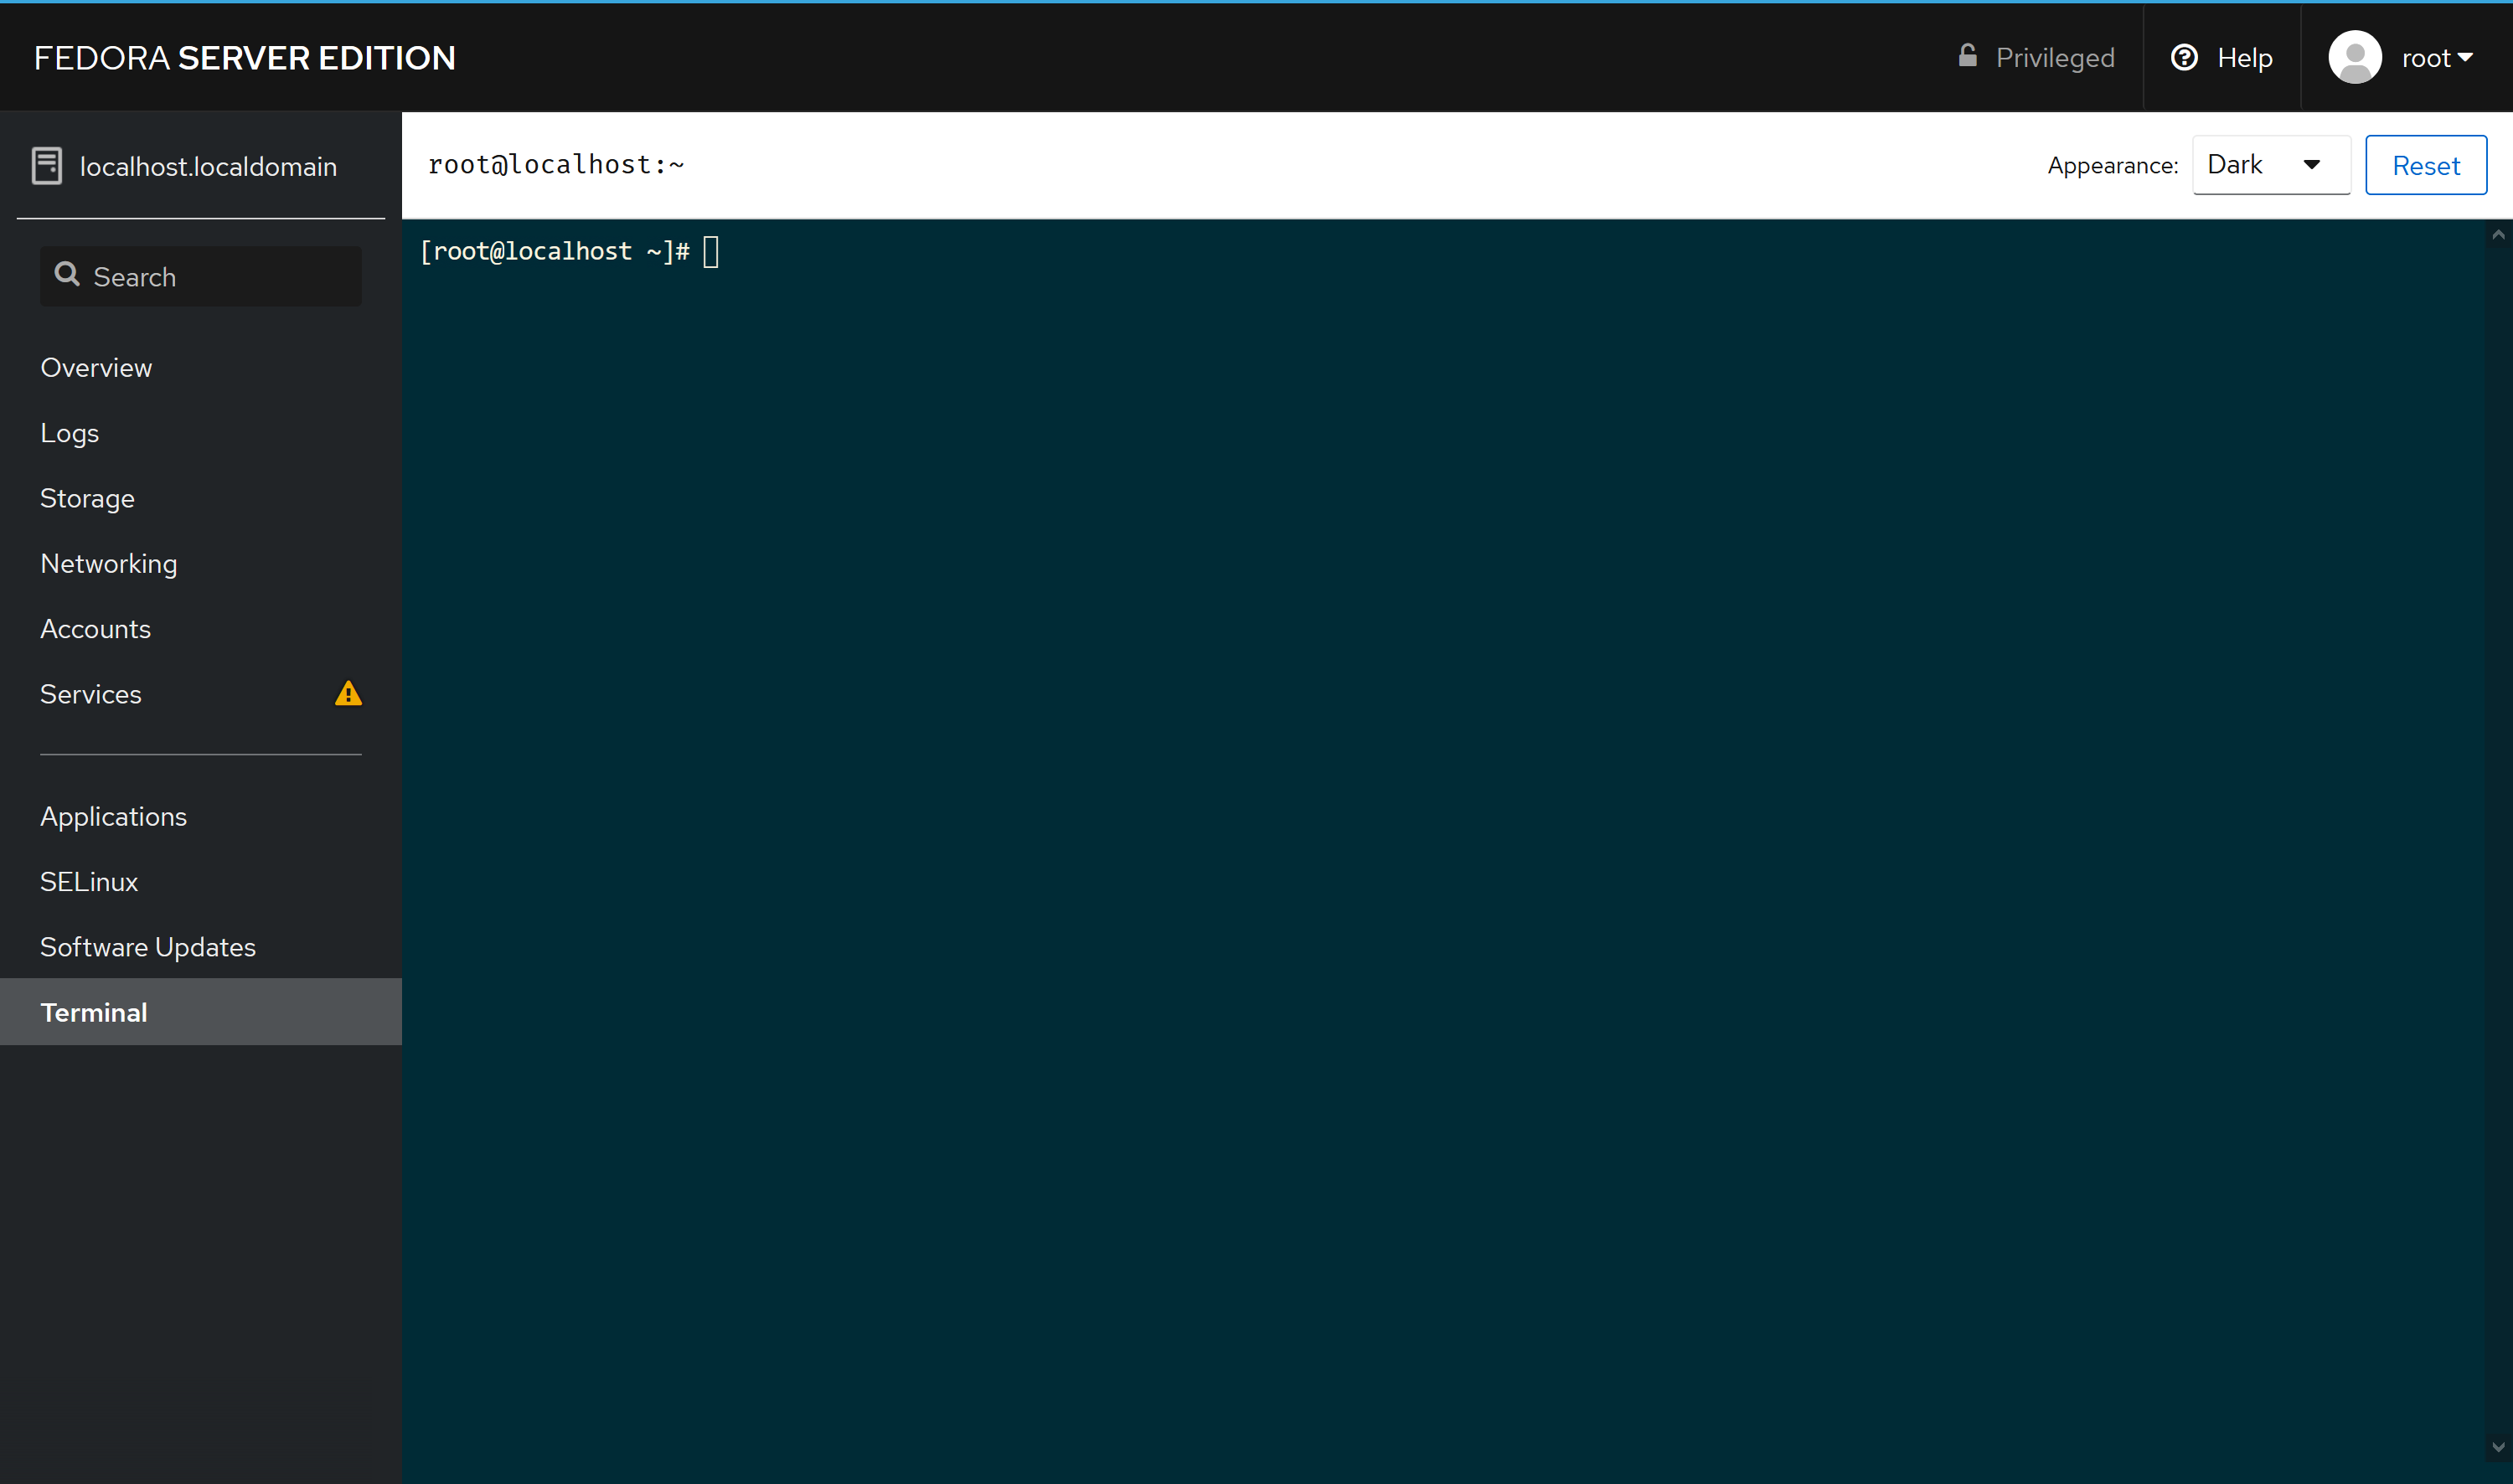 FEDORA SERVER EDITION
Privileged
Help
root
localhost.localdomain
Search
Overview
Logs
Storage
Networking
Accounts
Services
Applications
SELinux
Software Updates
Terminal
root@localhost:~
Appearance:
Dark
Reset
[root@localhost ~]#